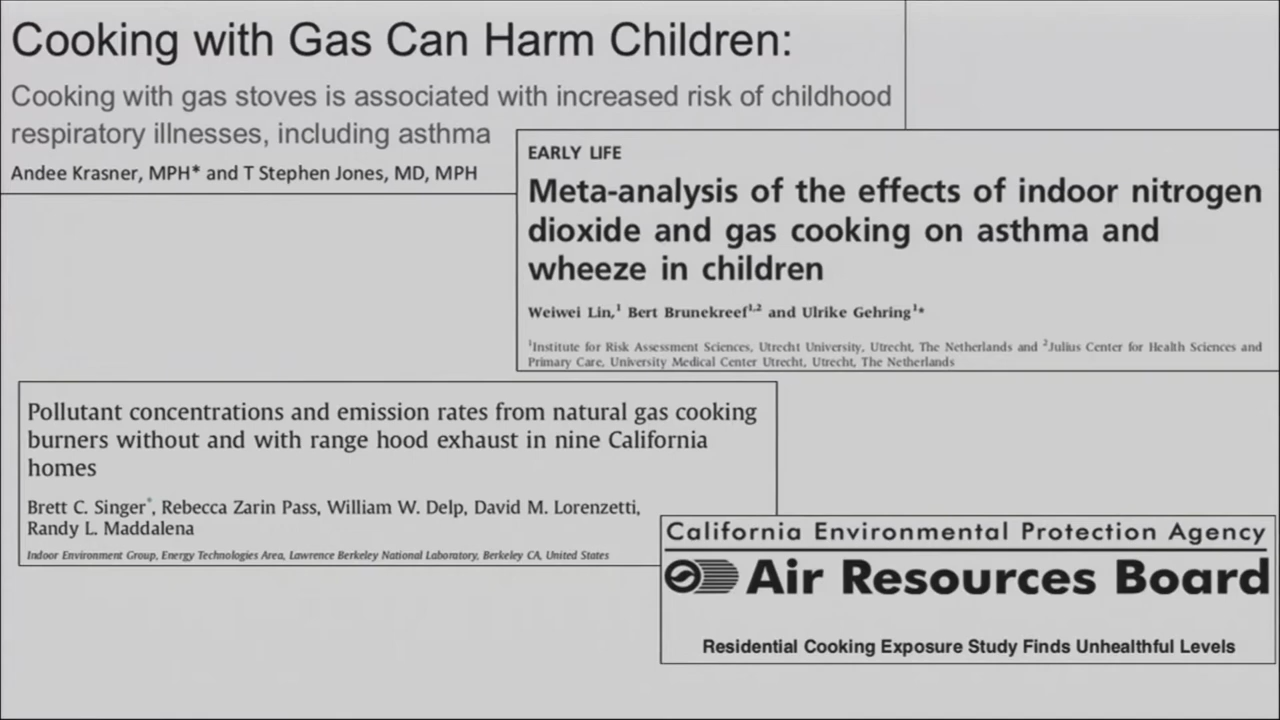 Cooking with Gas Can Harm Children:
Cooking with gas stoves is associated with increased risk of childhood
respiratory illnesses, including asthma
Andee Krasner, MPH* and T Stephen Jones, MD, MPH
EARLY LIFE
Meta-analysis of the effects of indoor nitrogen
dioxide and gas cooking on asthma and
wheeze in children
Weiwei Lin,¹ Bert Brunekreef¹,² and Ulrike Gehring¹*
¹Institute for Risk Assessment Sciences, Utrecht University, Utrecht, The Netherlands and ²Julius Center for Health Sciences and
Primary Care, University Medical Center Utrecht, Utrecht, The Netherlands
Pollutant concentrations and emission rates from natural gas cooking
burners without and with range hood exhaust in nine California
homes
Brett C. Singer*, Rebecca Zarin Pass, William W. Delp, David M. Lorenzetti,
Randy L. Maddalena
Indoor Environment Group, Energy Technologies Area, Lawrence Berkeley National Laboratory, Berkeley CA, United States
California Environmental Protection Agency
Air Resources Board
Residential Cooking Exposure Study Finds Unhealthful Levels